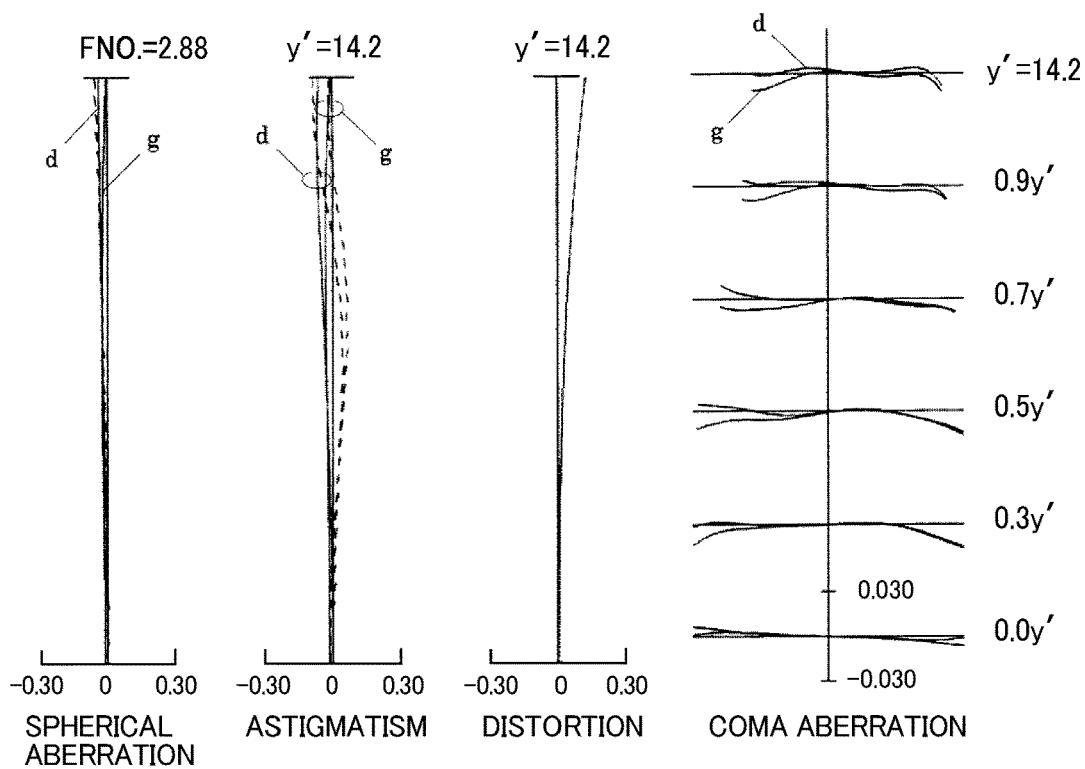 FNO.=2.88
d
g
-0.30 0 0.30
SPHERICAL
ABERRATION
y′=14.2
d
g
-0.30 0 0.30
ASTIGMATISM
y′=14.2
-0.30 0 0.30
DISTORTION
d
g
y′=14.2
0.9y′
0.7y′
0.5y′
0.3y′
0.030
0.0y′
-0.030
COMA ABERRATION